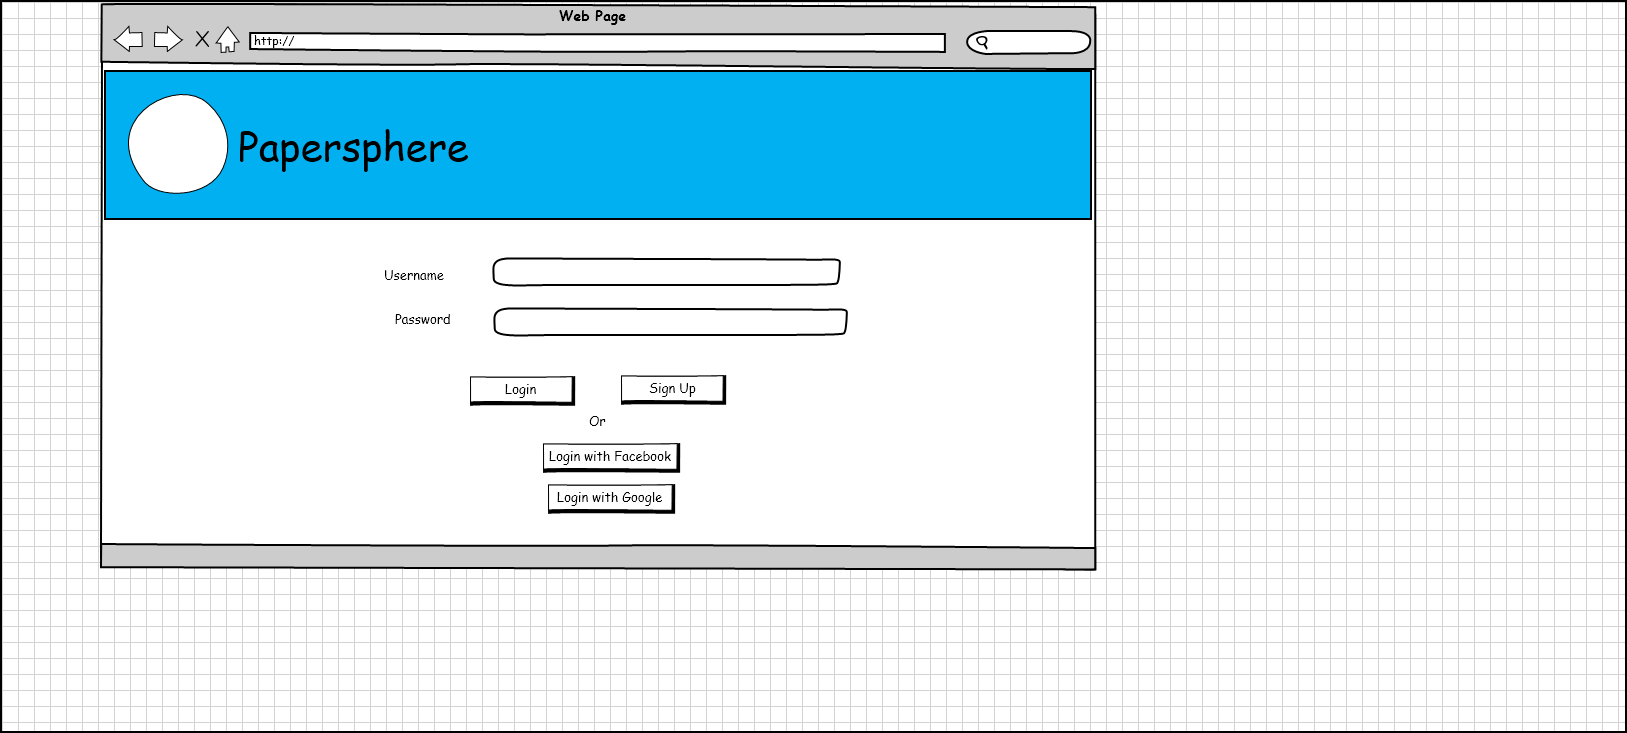 Web Page
http://
Papersphere
Username
Password
Login
Sign Up
Or
Login with Facebook
Login with Google